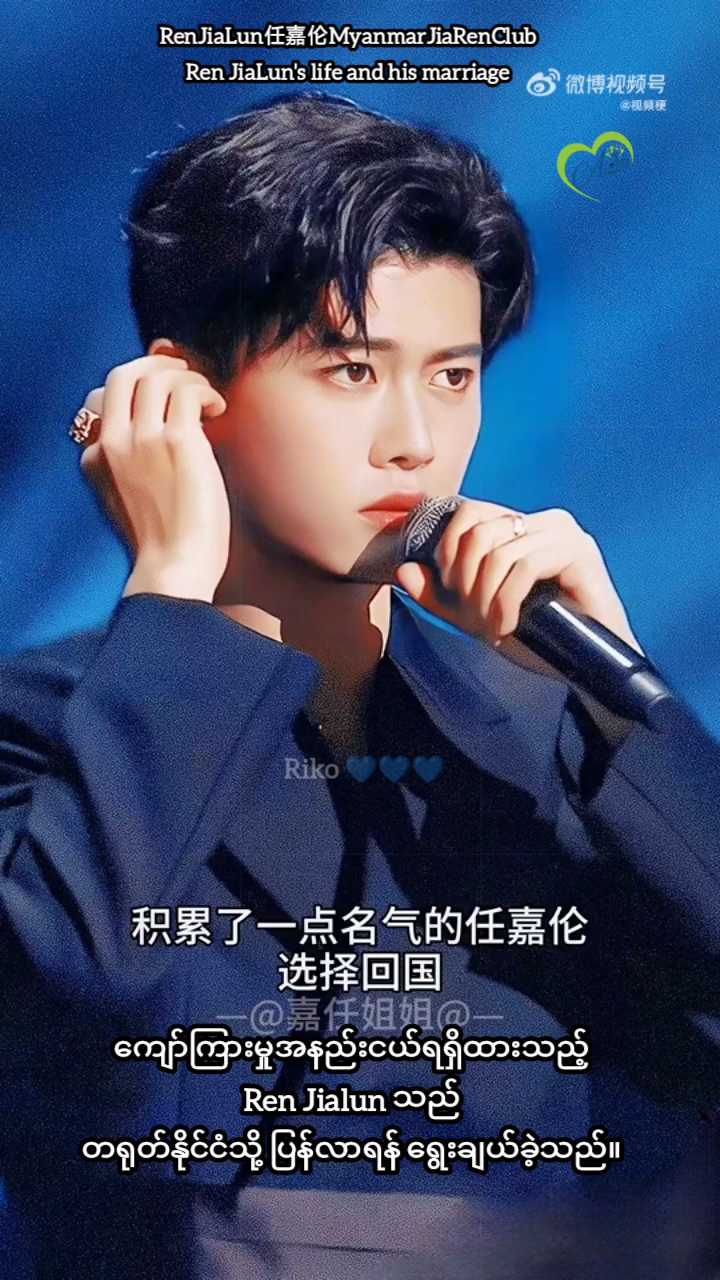 RenJiaLun任嘉伦MyanmarJiaRenClub
Ren JiaLun's life and his marriage
微博视频号
@视频梗
Riko 💙💙💙
积累了一点名气的任嘉伦
选择回国
—@嘉任姐姐@—
ကျော်ကြားမှုအနည်းငယ်ရရှိထားသည့်
Ren Jialun သည်
တရုတ်နိုင်ငံသို့ ပြန်လာရန် ရွေးချယ်ခဲ့သည်။